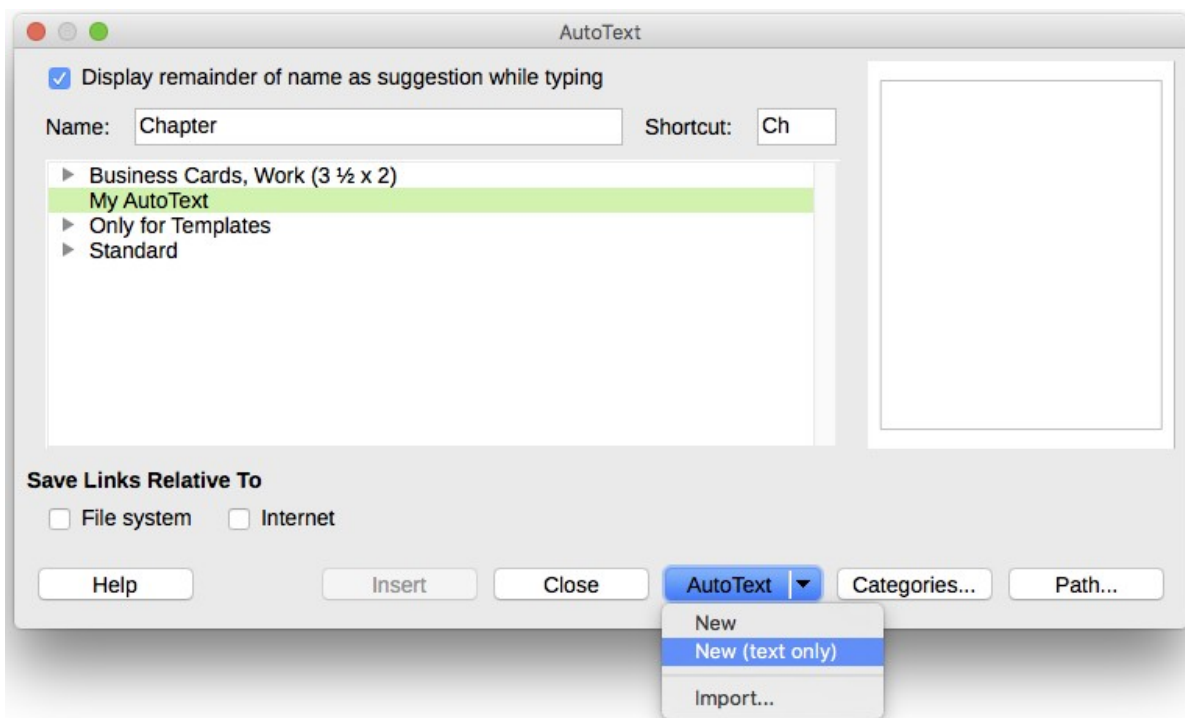 AutoText
Display remainder of name as suggestion while typing
Name: Chapter Shortcut: Ch
Business Cards, Work (3 ½ x 2)
My AutoText
Only for Templates
Standard
Save Links Relative To
File system Internet
Help Insert Close AutoText Categories... Path...
New
New (text only)
Import...